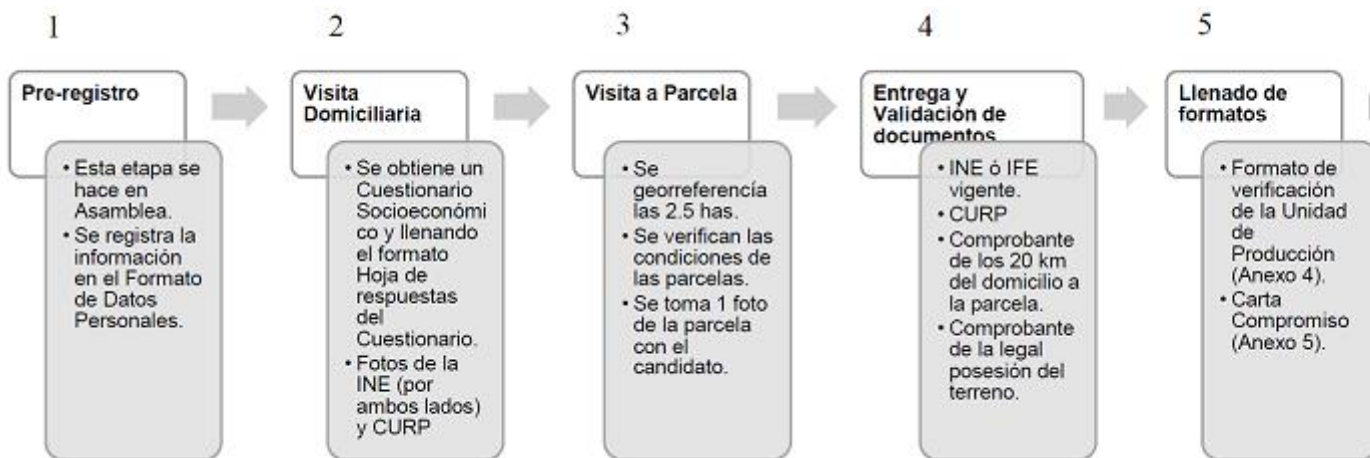 1
2
3
4
5
Pre-registro
• Esta etapa se
hace en
Asamblea.
• Se registra la
información
en el Formato
de Datos
Personales.
Visita
Domiciliaria
• Se obtiene un
Cuestionario
Socioeconómi
co y llenando
el formato
Hoja de
respuestas
del
Cuestionario.
• Fotos de la
INE (por
ambos lados)
y CURP
Visita a Parcela
• Se
georreferencía
las 2.5 has.
• Se verifican las
condiciones de
las parcelas.
• Se toma 1 foto
de la parcela
con el
candidato.
Entrega y
Validación de
documentos
• INE ó IFE
vigente.
• CURP
• Comprobante
de los 20 km
del domicilio a
la parcela.
• Comprobante
de la legal
posesión del
terreno.
Llenado de
formatos
• Formato de
verificación
de la Unidad
de
Producción
(Anexo 4).
• Carta
Compromiso
(Anexo 5).